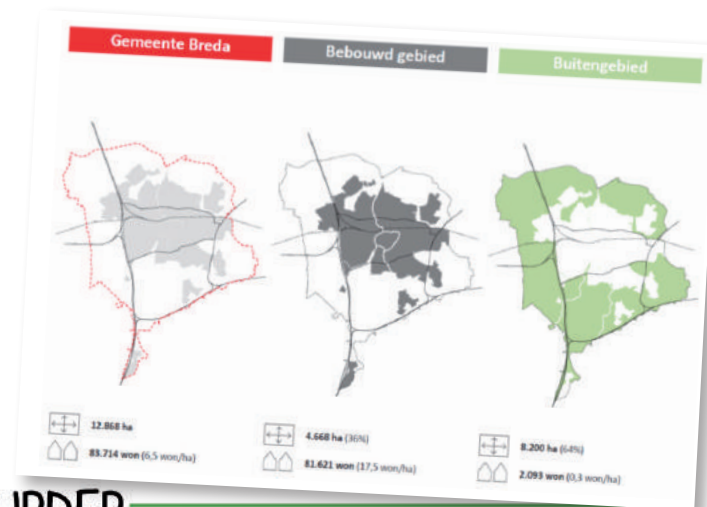 Gemeente Breda
Bebouwd gebied
Buitengebied
12.868 ha
83.714 won (6,5 won/ha)
4.668 ha (36%)
81.621 won (17,5 won/ha)
8.200 ha (64%)
2.093 won (0,3 won/ha)